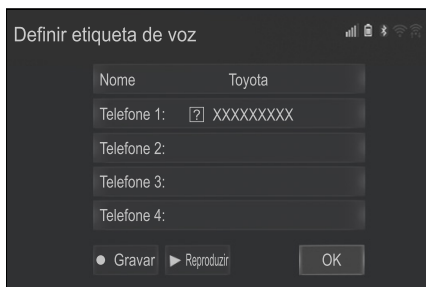 Definir etiqueta de voz
Nome Toyota
Telefone 1: ? XXXXXXXXX
Telefone 2:
Telefone 3:
Telefone 4:
Gravar Reproduzir OK